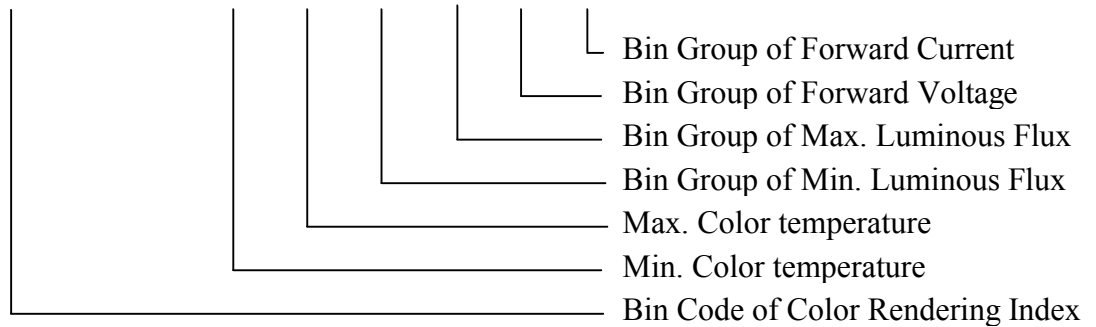 Bin Group of Forward Current
Bin Group of Forward Voltage
Bin Group of Max. Luminous Flux
Bin Group of Min. Luminous Flux
Max. Color temperature
Min. Color temperature
Bin Code of Color Rendering Index